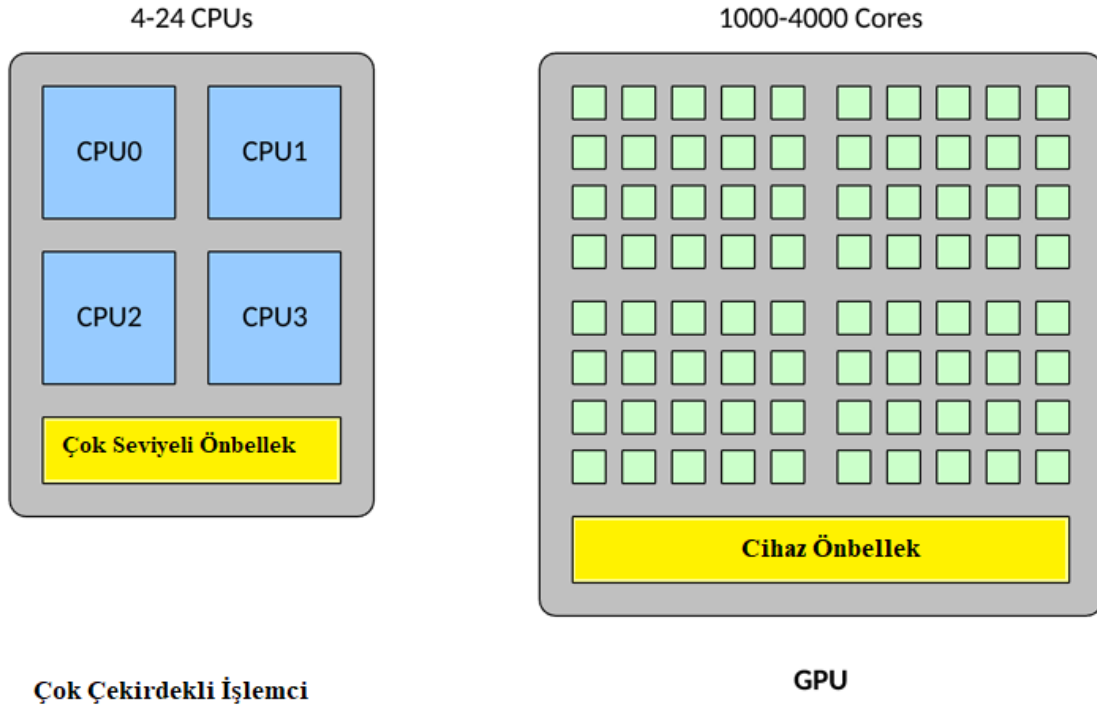 4-24 CPUs
1000-4000 Cores
CPU0
CPU1
CPU2
CPU3
Çok Seviyeli Önbellek
Cihaz Önbellek
Çok Çekirdekli İşlemci
GPU